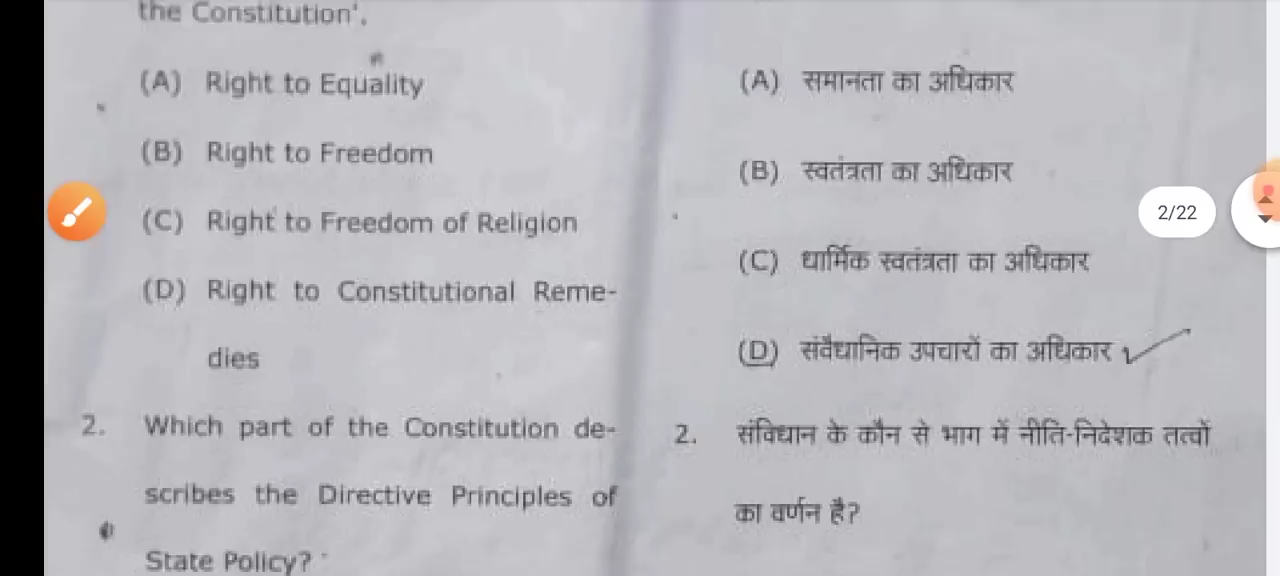 the Constitution'.
(A) Right to Equality
(B) Right to Freedom
(C) Right to Freedom of Religion
(D) Right to Constitutional Reme-
dies
2. Which part of the Constitution de-
scribes the Directive Principles of
State Policy?
(A) समानता का अधिकार
(B) स्वतंत्रता का अधिकार
(C) धार्मिक स्वतंत्रता का अधिकार
(D) संवैधानिक उपचारों का अधिकार
2. संविधान के कौन से भाग में नीति-निदेशक तत्वों
का वर्णन है?
2/22